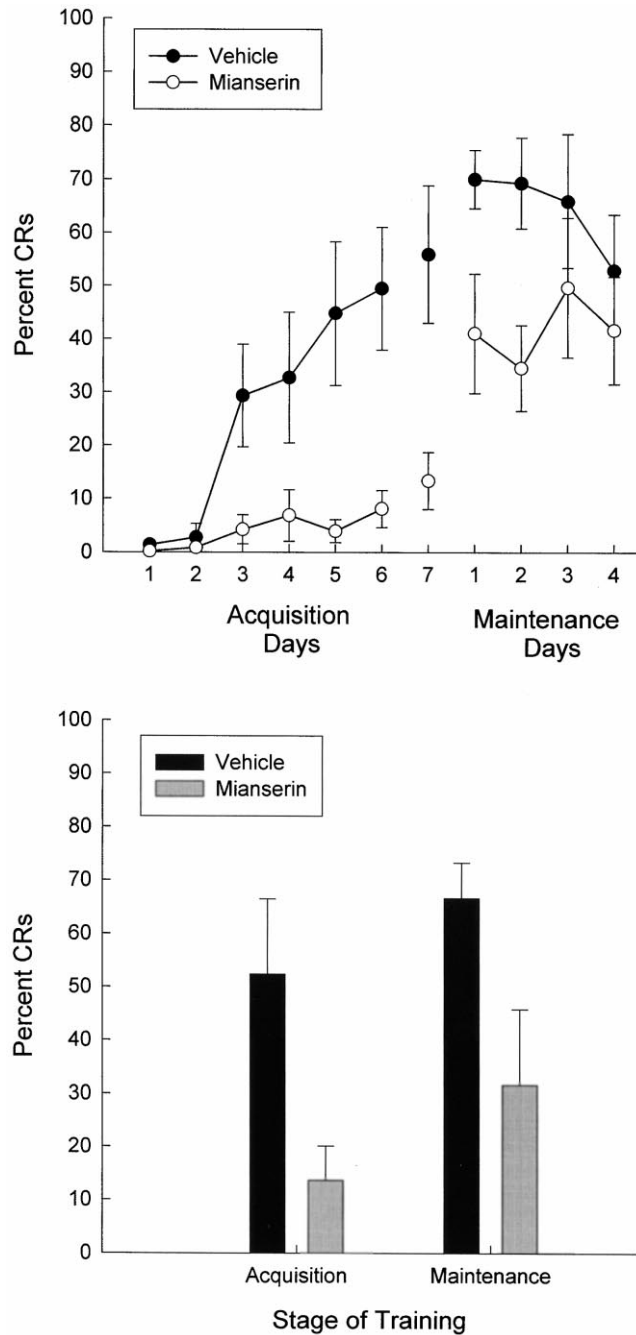 100
90
80
70
60
50
40
30
20
10
0
Percent CRs
Vehicle
Mianserin
1 2 3 4 5 6 7 1 2 3 4
Acquisition Maintenance
Days Days
100
90
80
70
60
50
40
30
20
10
0
Percent CRs
Vehicle
Mianserin
Acquisition Maintenance
Stage of Training